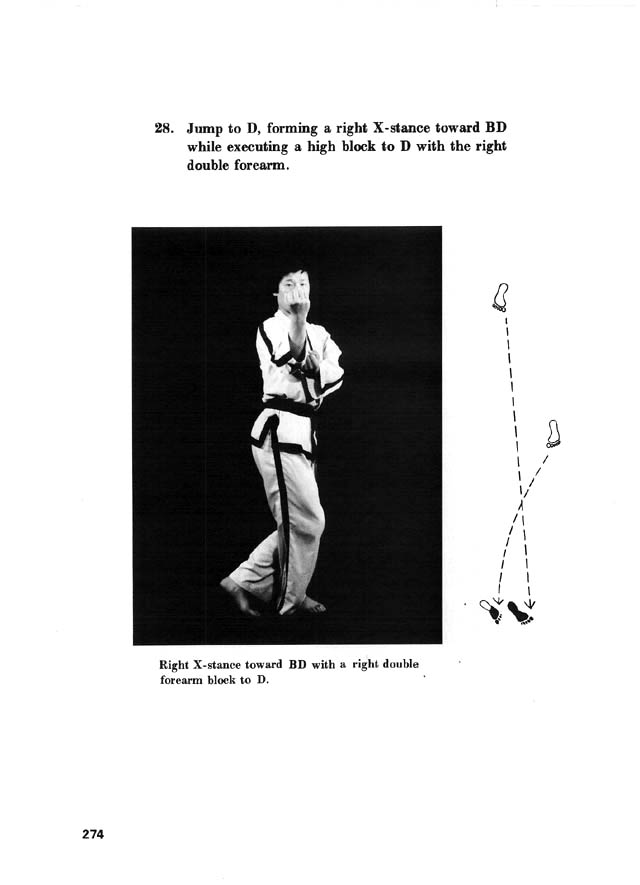 28. Jump to D, forming a right X-stance toward BD
while executing a high block to D with the right
double forearm.
Right X-stance toward BD with a right double
forearm block to D.
274